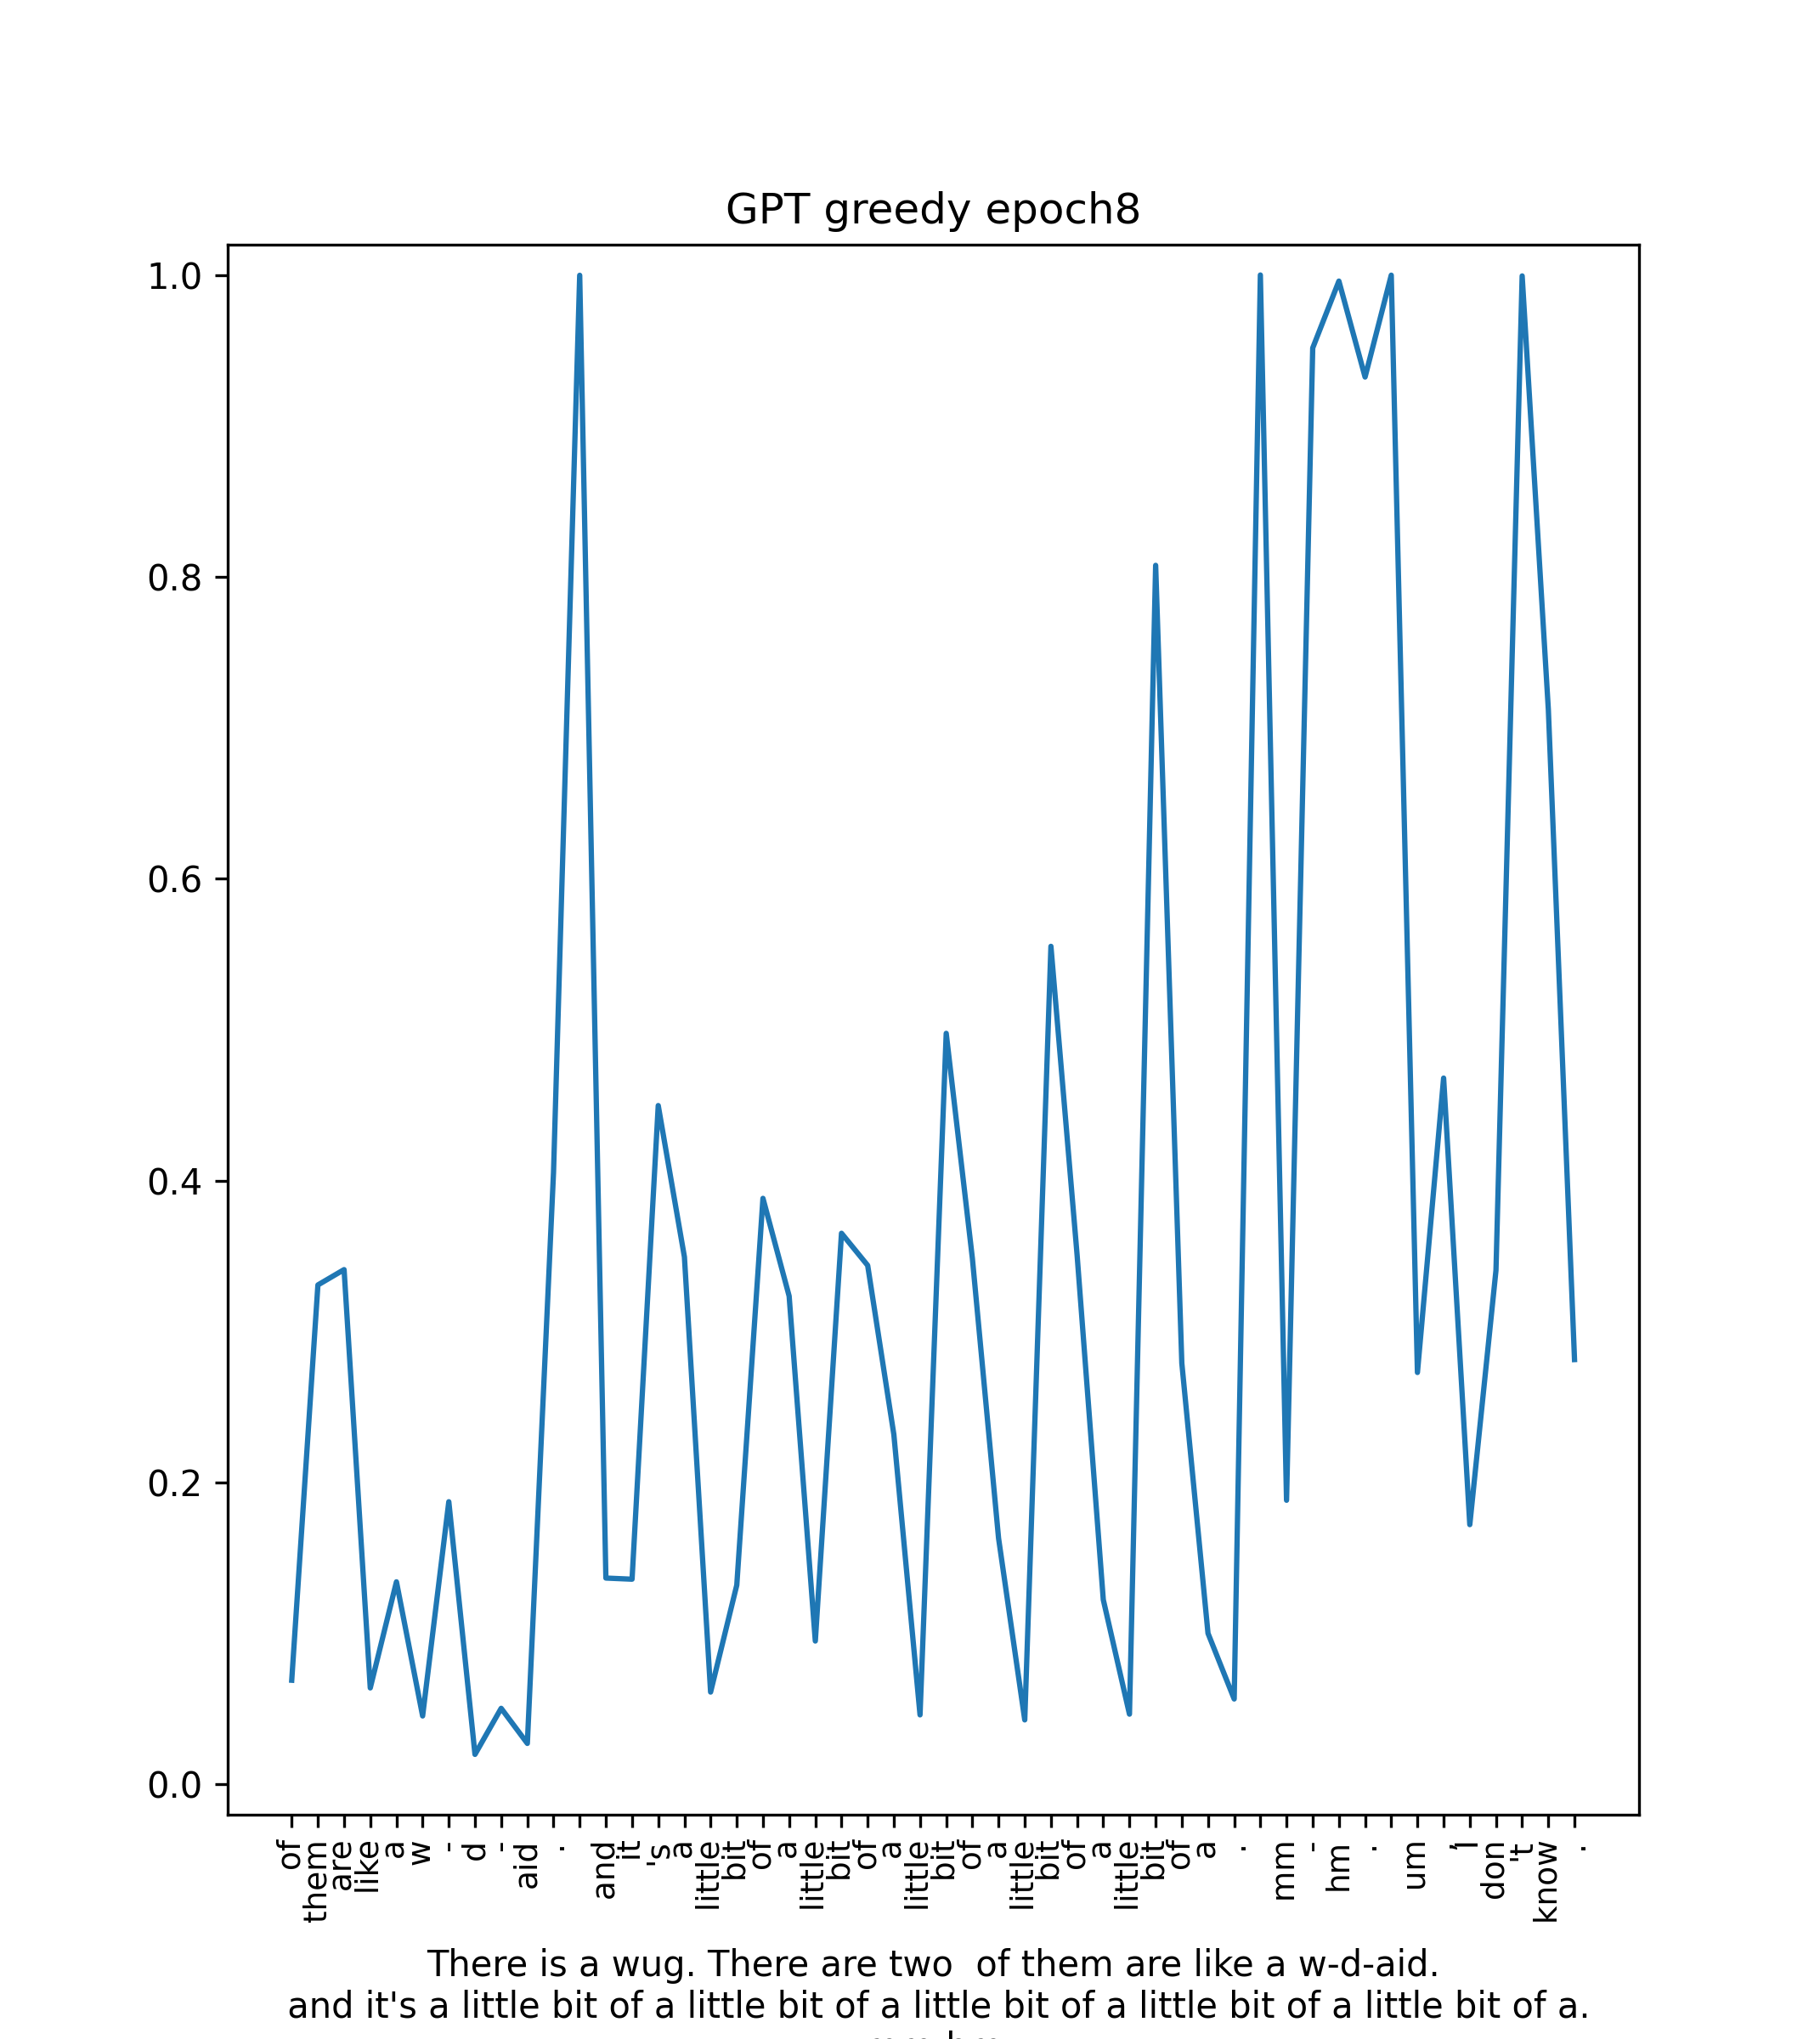 GPT greedy epoch8
1.0
0.8
0.6
0.4
0.2
0.0
of
them
are
like
a
w
-
d
-
aid
.
and
it
's
a
little
bit
of
a
little
bit
of
a
little
bit
of
a
little
bit
of
a
little
bit
of
a
.
mm
-
hm
.
um
,
i
don
't
know
.
There is a wug. There are two  of them are like a w-d-aid.
and it's a little bit of a little bit of a little bit of a little bit of a little bit of a.